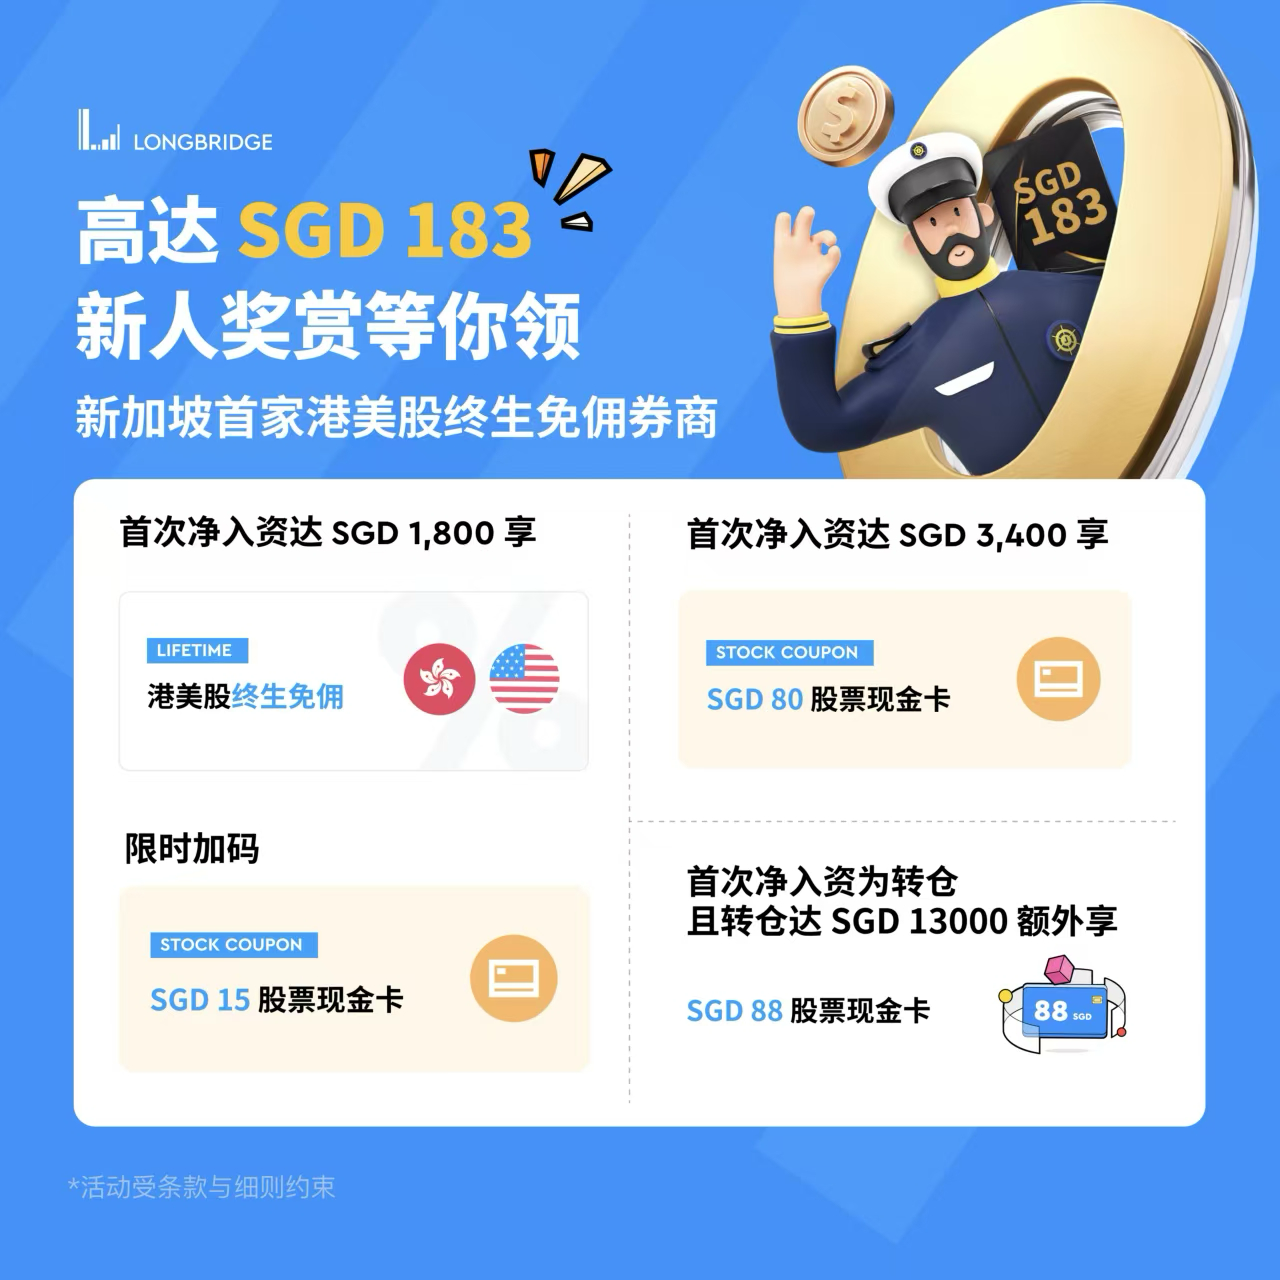 LONGBRIDGE
高达 SGD 183
新人奖赏等你领
新加坡首家港美股终生免佣券商
$
SGD
183
首次净入资达 SGD 1,800 享
LIFETIME
港美股终生免佣
%
限时加码
STOCK COUPON
SGD 15 股票现金卡
首次净入资达 SGD 3,400 享
STOCK COUPON
SGD 80 股票现金卡
首次净入资为转仓
且转仓达 SGD 13000 额外享
SGD 88 股票现金卡
88 SGD
*活动受条款与细则约束